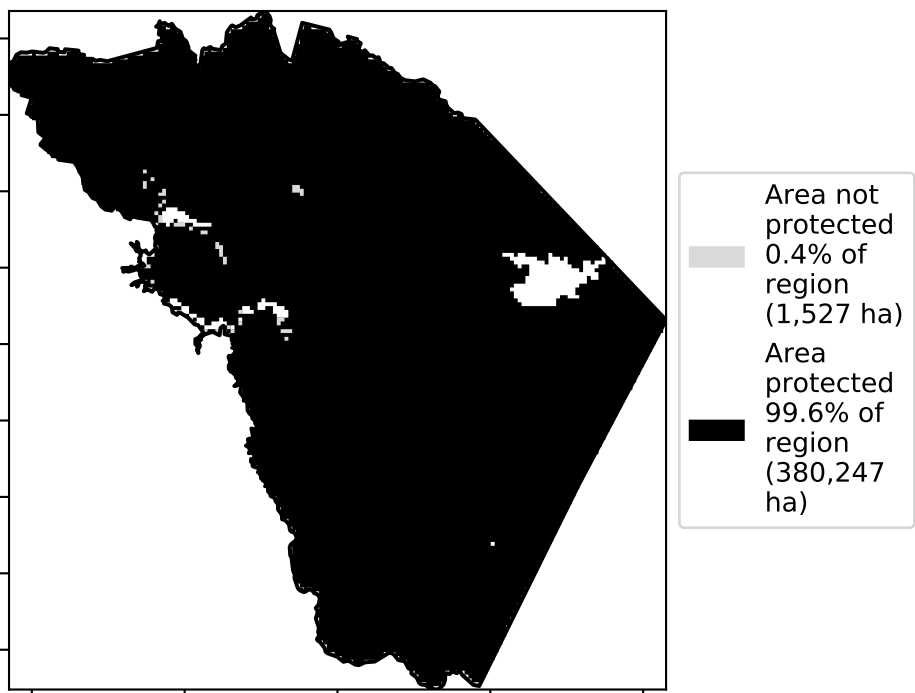 Area not
protected
0.4% of
region
(1,527 ha)
Area
protected
99.6% of
region
(380,247
ha)